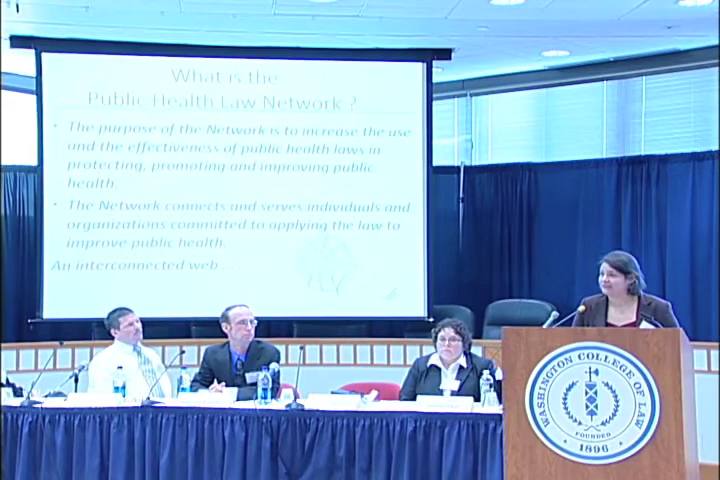 What is the
Public Health Law Network ?
• The purpose of the Network is to increase the use
and the effectiveness of public health laws in
protecting, promoting and improving public
health.
• The Network connects and serves individuals and
organizations committed to applying the law to
improve public health.
An interconnected web...
WASHINGTON COLLEGE OF LAW
FOUNDED
• 1896 •